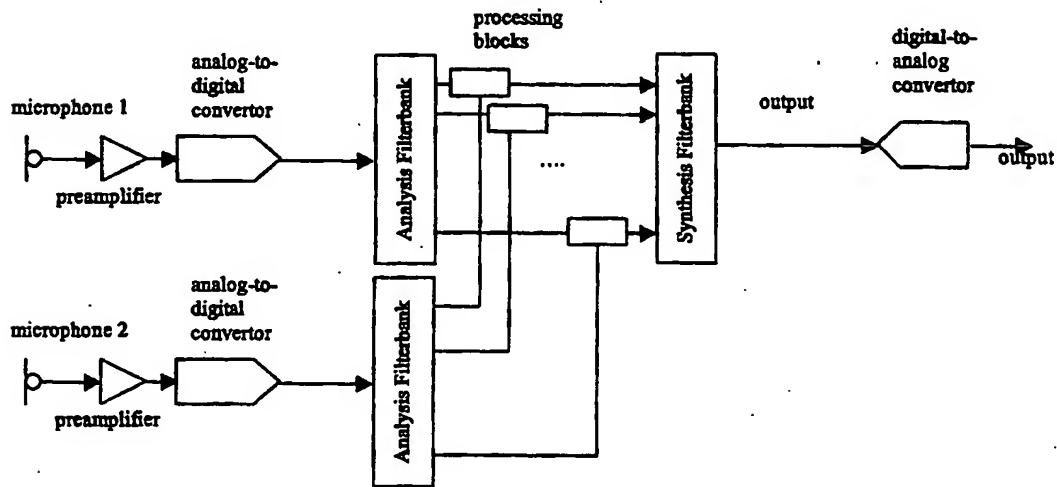 processing
blocks
digital-to-
analog
convertor
analog-to-
digital
convertor
microphone 1
preamplifier
Analysis Filterbank
....
Synthesis Filterbank
output
output
analog-to-
digital
convertor
microphone 2
preamplifier
Analysis Filterbank